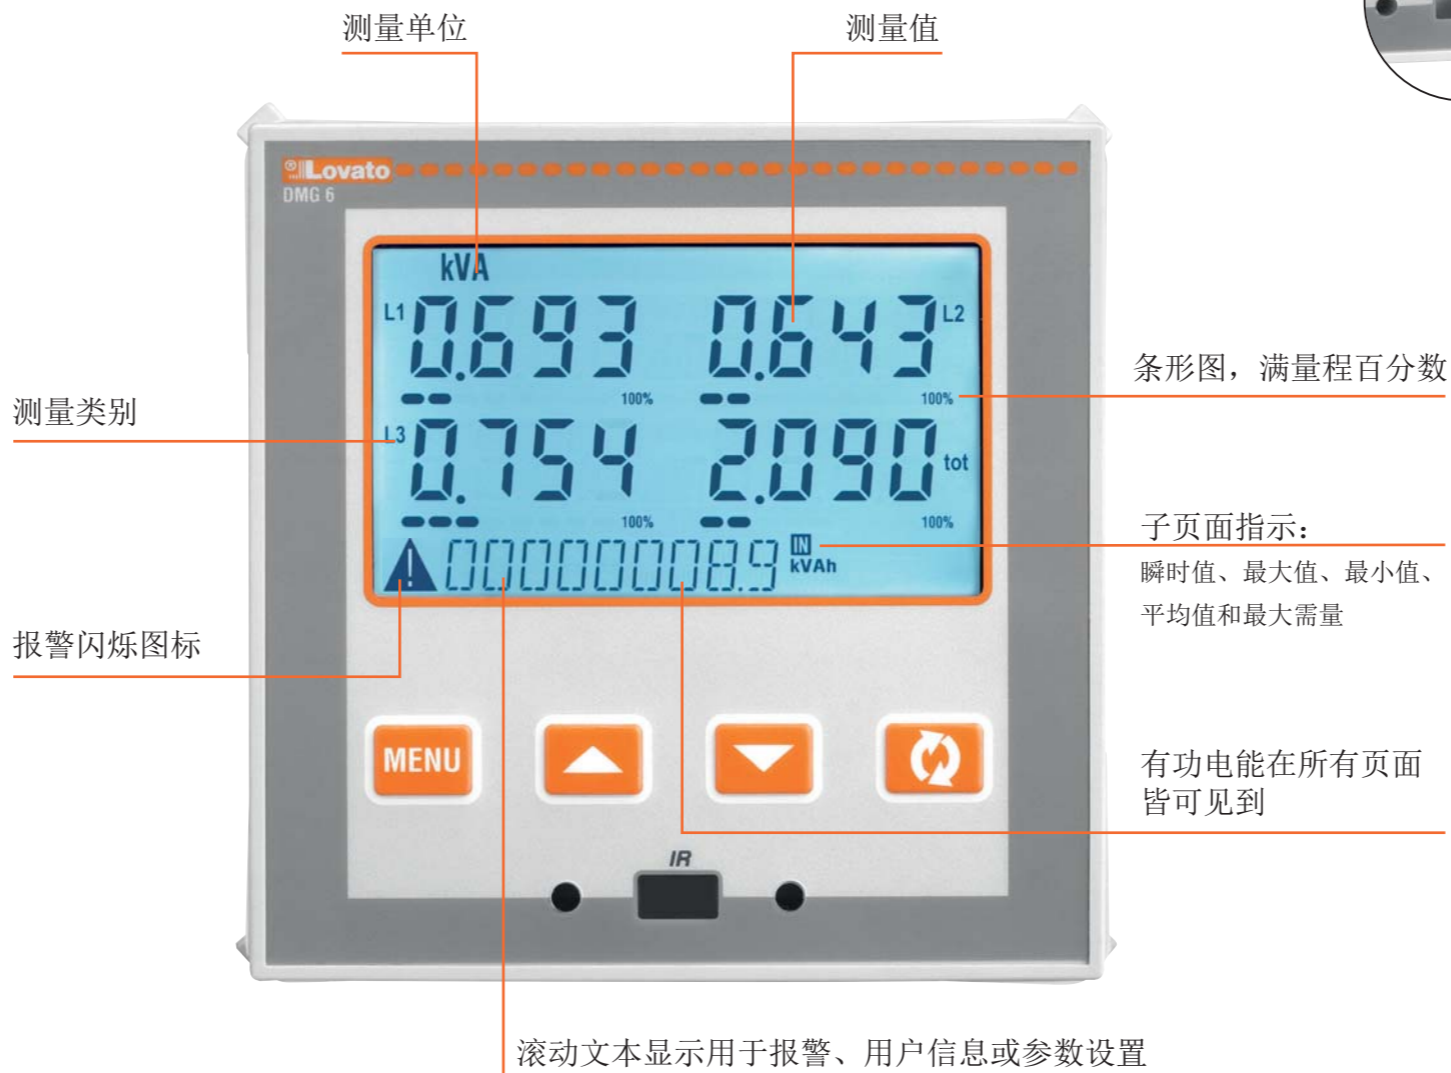 测量单位
测量值
®Lovato
DMG 6
kVA
L1 0.693 0.643 L2
条形图，满量程百分数
100% 100%
测量类别
L3 0.754 2.090 tot
100% 100%
子页面指示：
IN
00000008.9 kVAh
瞬时值、最大值、最小值、
平均值和最大需量
报警闪烁图标
MENU
有功电能在所有页面
皆可见到
IR
滚动文本显示用于报警、用户信息或参数设置